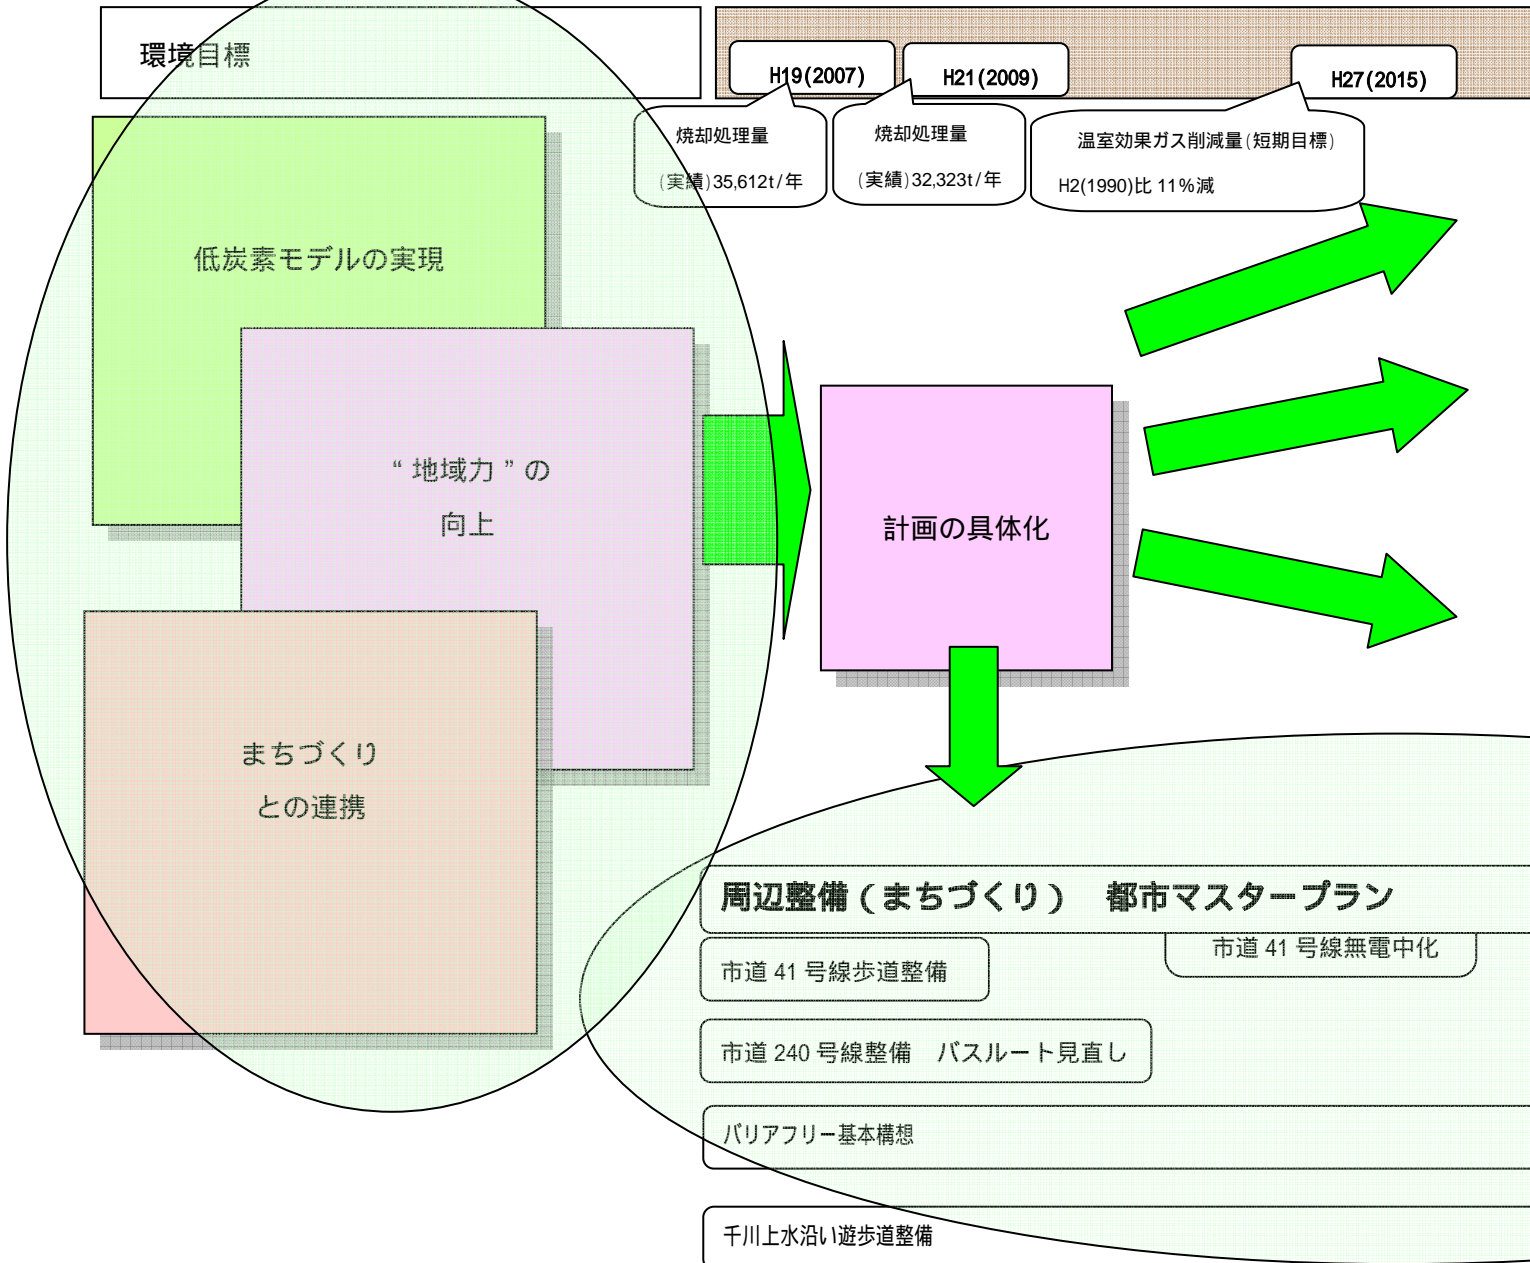 環境目標
H19(2007)
H21(2009)
H27(2015)
焼却処理量
(実績)35,612t/年
焼却処理量
(実績)32,323t/年
温室効果ガス削減量(短期目標)
H2(1990)比 11%減
低炭素モデルの実現
“地域力”の
向上
まちづくり
との連携
計画の具体化
周辺整備(まちづくり) 都市マスタープラン
市道 41 号線歩道整備
市道 41 号線無電中化
市道 240 号線整備 バスルート見直し
バリアフリー基本構想
千川上水沿い遊歩道整備